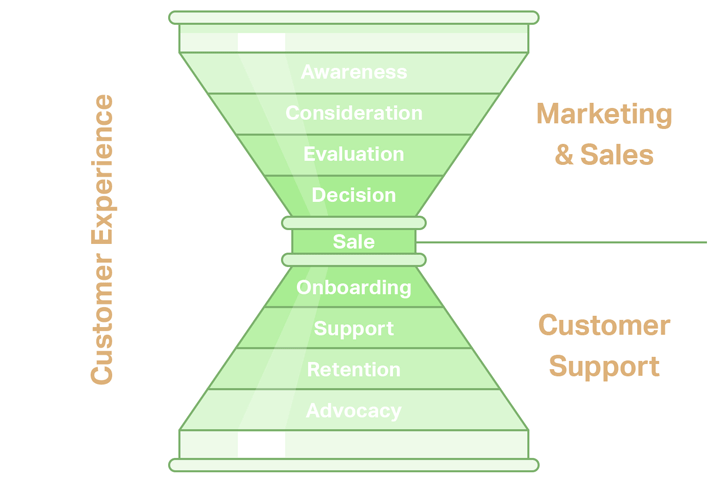 Customer Experience
Awareness
Consideration
Evaluation
Decision
Sale
Onboarding
Support
Retention
Advocacy
Marketing
& Sales
Customer
Support